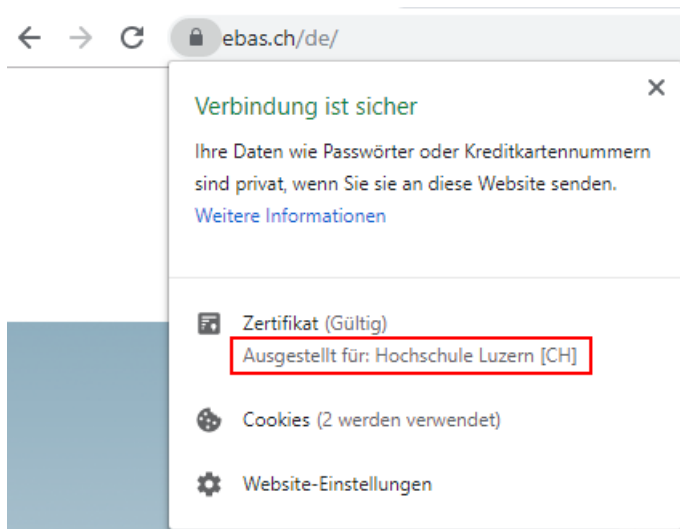 ebas.ch/de/
Verbindung ist sicher
Ihre Daten wie Passwörter oder Kreditkartennummern
sind privat, wenn Sie sie an diese Website senden.
Weitere Informationen
Zertifikat (Gültig)
Ausgestellt für: Hochschule Luzern [CH]
Cookies (2 werden verwendet)
Website-Einstellungen